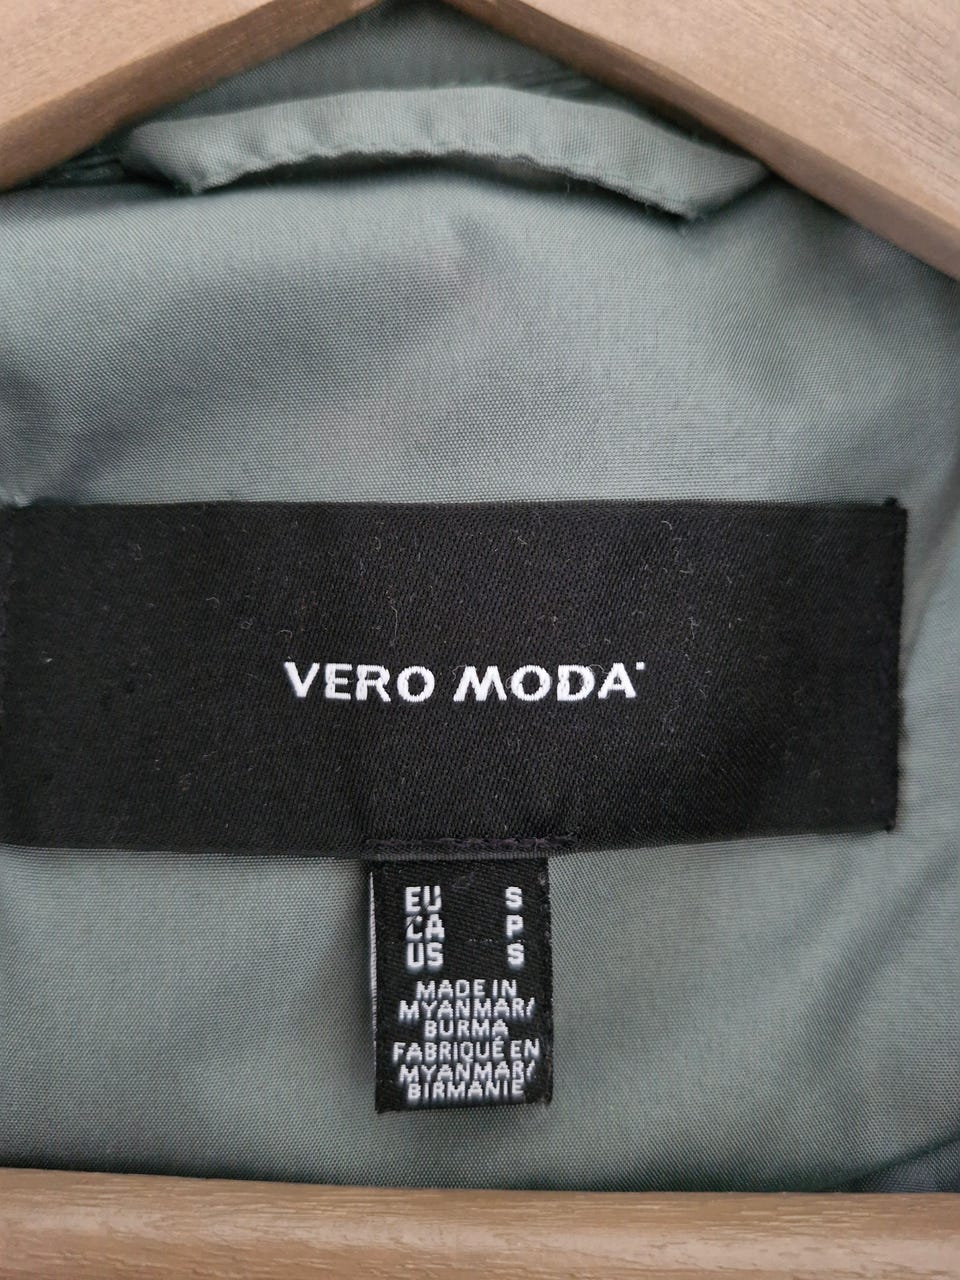 VERO MODA
EU S
CA P
US S
MADE IN
MYANMAR/
BURMA
FABRIQUÉ EN
MYANMAR/
BIRMANIE